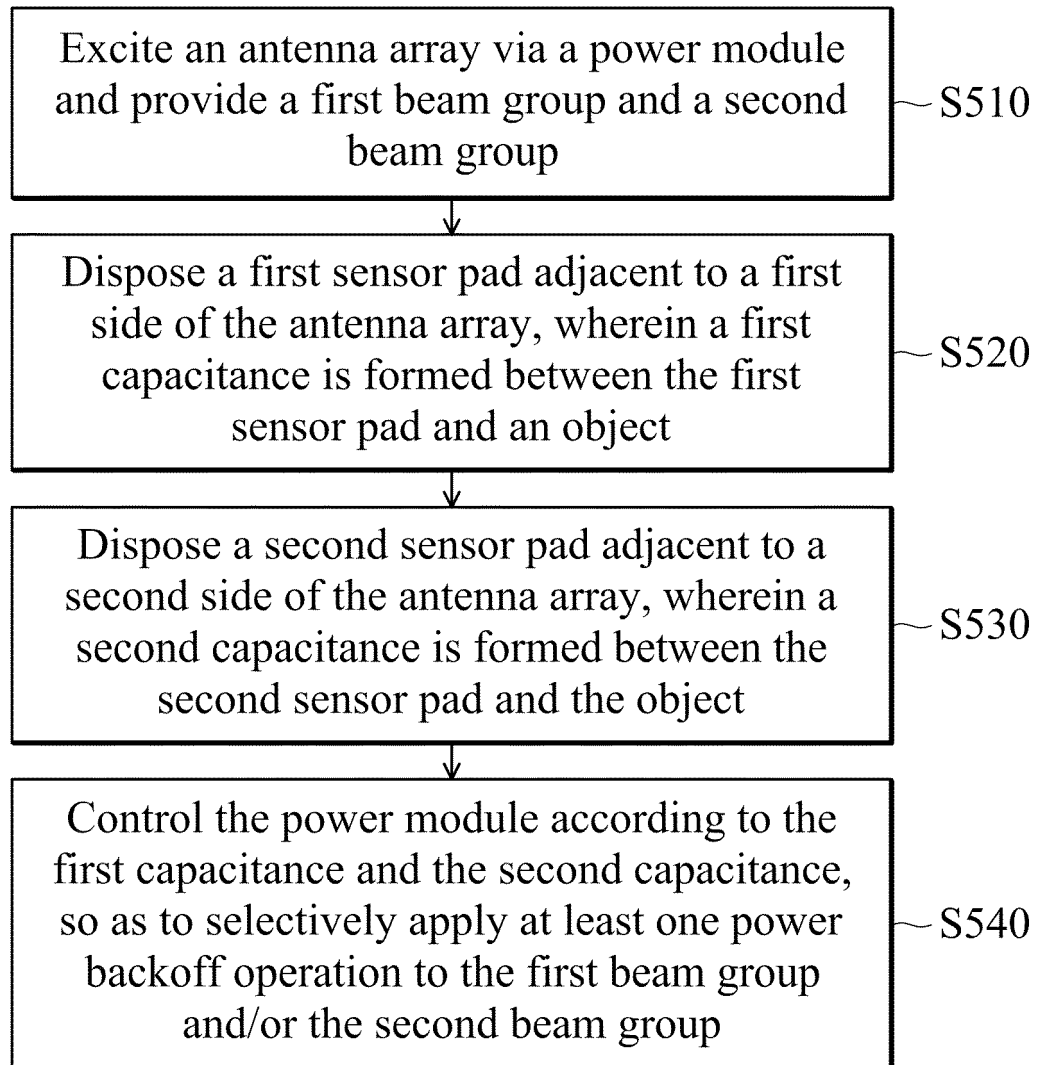 Excite an antenna array via a power module
and provide a first beam group and a second
beam group
S510
Dispose a first sensor pad adjacent to a first
side of the antenna array, wherein a first
capacitance is formed between the first
sensor pad and an object
S520
Dispose a second sensor pad adjacent to a
second side of the antenna array, wherein a
second capacitance is formed between the
second sensor pad and the object
S530
Control the power module according to the
first capacitance and the second capacitance,
so as to selectively apply at least one power
backoff operation to the first beam group
and/or the second beam group
S540